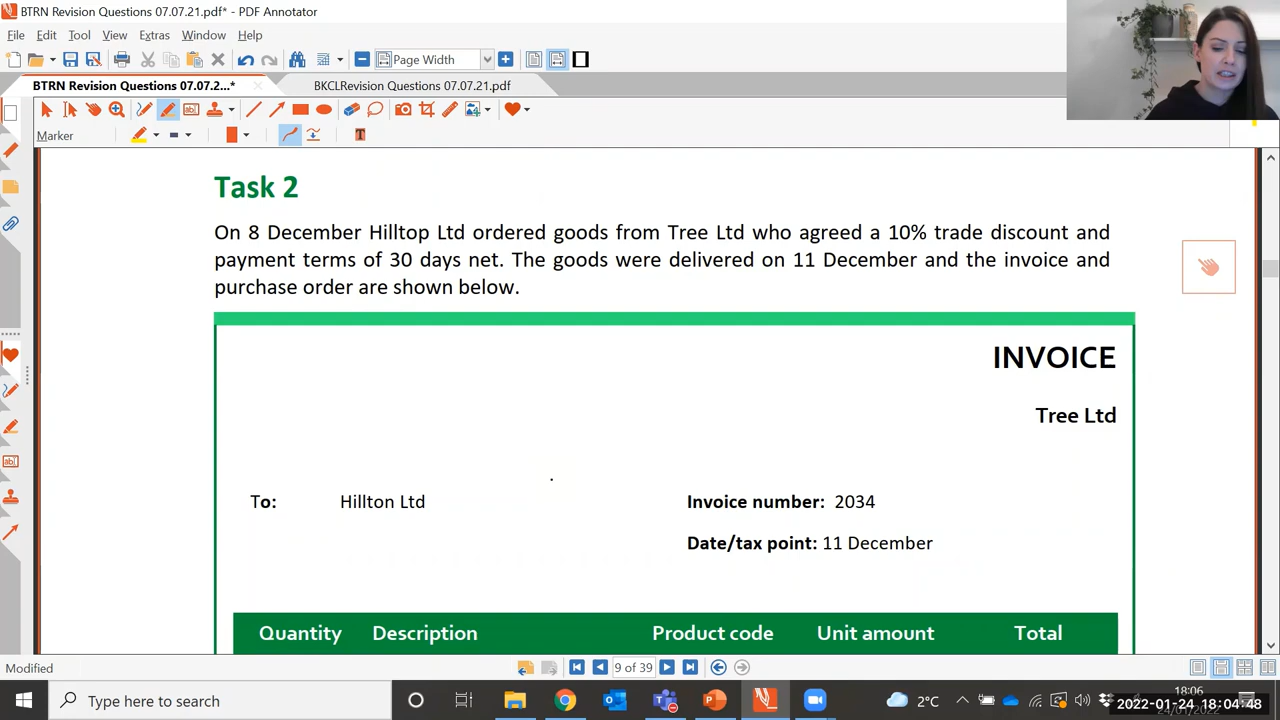 BTRN Revision Questions 07.07.21.pdf* - PDF Annotator
File Edit Tool View Extras Window Help
Page Width
BTRN Revision Questions 07.07.2...* BKCLRevision Questions 07.07.21.pdf
Marker
Task 2
On 8 December Hilltop Ltd ordered goods from Tree Ltd who agreed a 10% trade discount and
payment terms of 30 days net. The goods were delivered on 11 December and the invoice and
purchase order are shown below.
INVOICE
Tree Ltd
To: Hillton Ltd Invoice number: 2034
Date/tax point: 11 December
Quantity Description Product code Unit amount Total
Modified 9 of 39
Type here to search 2°C 18:06
2022-01-24 18:04:48